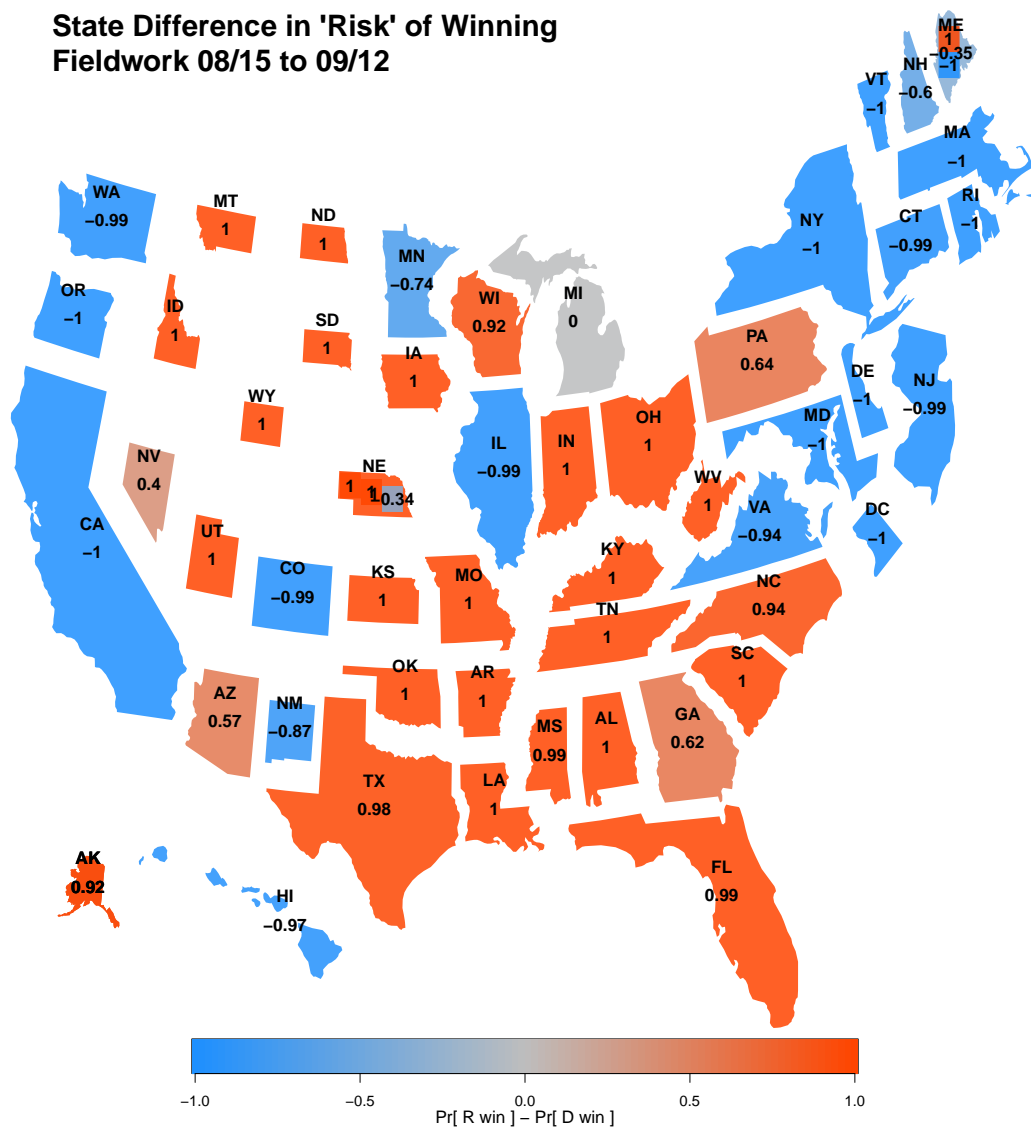 State Difference in 'Risk' of Winning
Fieldwork 08/15 to 09/12
ME
1
−0.35
−1
NH
−0.6
VT
−1
MA
−1
WA
−0.99
MT
1
ND
1
MN
−0.74
NY
−1
CT
−0.99
RI
−1
OR
−1
ID
1
SD
1
WI
0.92
MI
0
IA
1
PA
0.64
DE
−1
NJ
−0.99
WY
1
MD
−1
NV
0.4
NE
1
1
1
0.34
IL
−0.99
IN
1
OH
1
WV
1
VA
−0.94
DC
−1
CA
−1
UT
1
CO
−0.99
KS
1
MO
1
KY
1
TN
1
NC
0.94
SC
1
AZ
0.57
NM
−0.87
OK
1
AR
1
MS
0.99
AL
1
GA
0.62
TX
0.98
LA
1
FL
0.99
AK
0.92
HI
−0.97
−1.0
−0.5
0.0
0.5
1.0
Pr[ R win ] − Pr[ D win ]